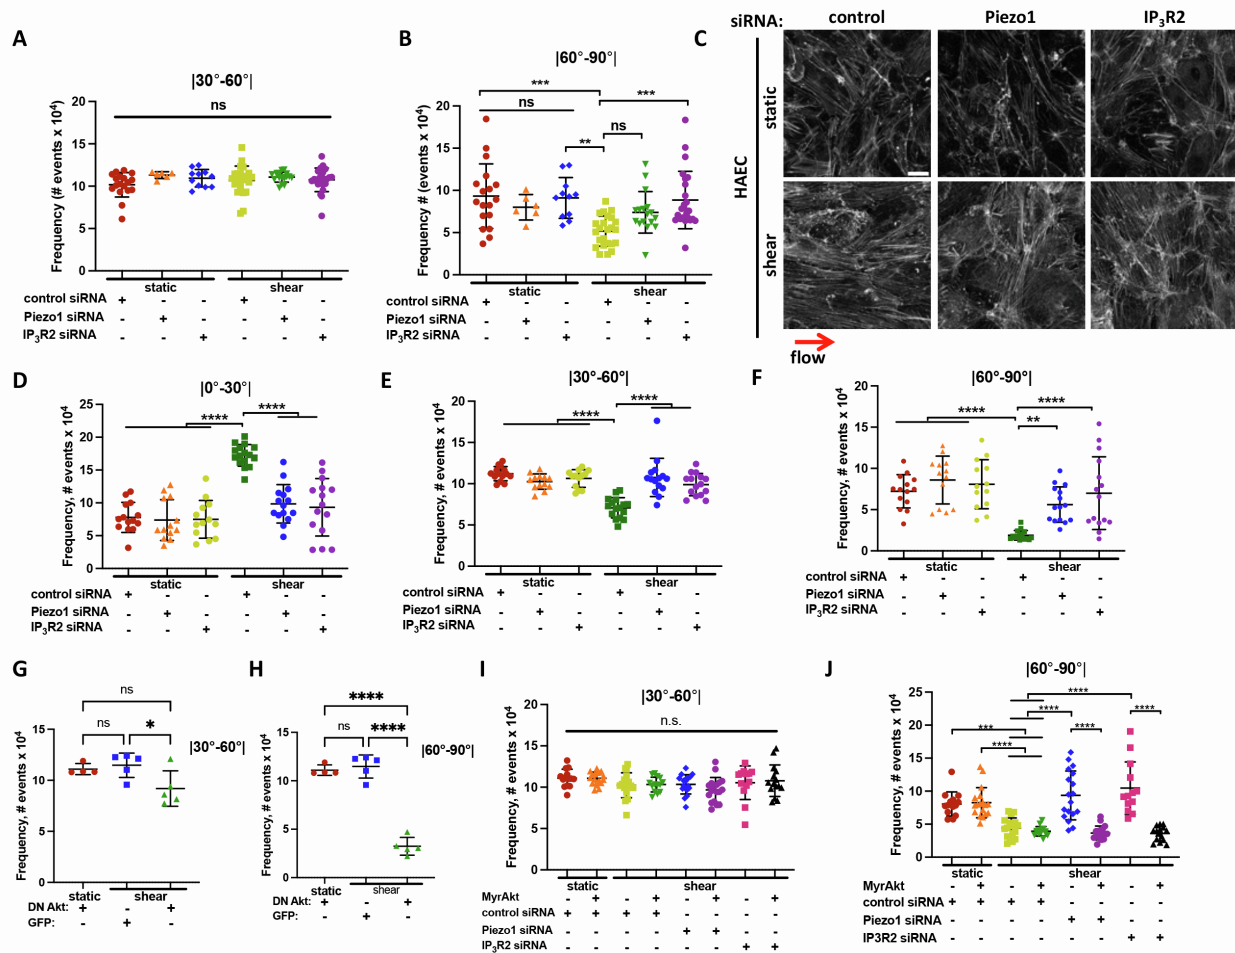 A
|30°-60°|
Frequency (# events x 10⁴)
20
15
10
5
0
ns
static
shear
control siRNA + - - + - -
Piezo1 siRNA - + - - + -
IP₃R2 siRNA - - + - - +
B
|60°-90°|
Frequency # (events x 10⁴)
20
15
10
5
0
***
ns
***
ns
**
static
shear
control siRNA + - - + - -
Piezo1 siRNA - + - - + -
IP₃R2 siRNA - - + - - +
C
siRNA: control Piezo1 IP₃R2
HAEC
static
shear
flow
D
|0°-30°|
Frequency, # events x 10⁴
25
20
15
10
5
0
**** ****
static
shear
control siRNA + - - + - -
Piezo1 siRNA - + - - + -
IP₃R2 siRNA - - + - - +
E
|30°-60°|
Frequency, # events x 10⁴
20
15
10
5
0
****
****
static
shear
control siRNA + - - + - -
Piezo1 siRNA - + - - + -
IP₃R2 siRNA - - + - - +
F
|60°-90°|
Frequency, # events x 10⁴
20
15
10
5
0
**** ****
**
static
shear
control siRNA + - - + - -
Piezo1 siRNA - + - - + -
IP₃R2 siRNA - - + - - +
G
|30°-60°|
Frequency, # events x 10⁴
15
10
5
0
ns
ns *
static
shear
DN Akt: + - +
GFP: - + -
H
|60°-90°|
Frequency, # events x 10⁴
15
10
5
0
****
ns ****
static
shear
DN Akt: + - +
GFP: - + -
I
|30°-60°|
Frequency, # events x 10⁴
20
15
10
5
0
n.s.
static
shear
MyrAkt - + - + - + - +
control siRNA + + + + - - - -
Piezo1 siRNA - - - - + + - -
IP₃R2 siRNA - - - - - - + +
J
|60°-90°|
Frequency, # events x 10⁴
25
20
15
10
5
0
****
**** ****
*** ****
****
static
shear
MyrAkt - + - + - + - +
control siRNA + + + + - - - -
Piezo1 siRNA - - - - + + - -
IP3R2 siRNA - - - - - - + +